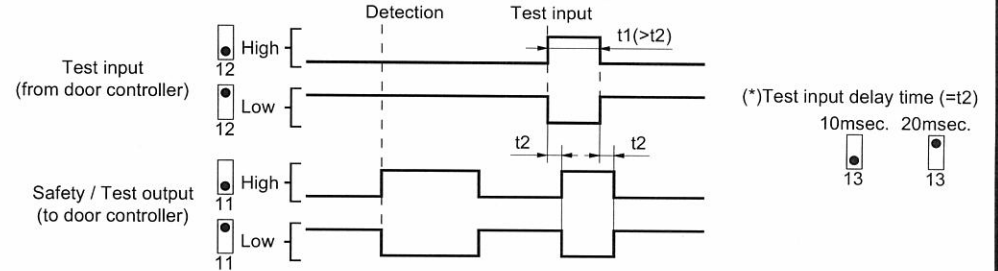 Detection
Test input
t1(>t2)
High
12
Test input
(from door controller)
Low
12
(*)Test input delay time (=t2)
10msec. 20msec.
13
13
t2
t2
High
11
Safety / Test output
(to door controller)
Low
11